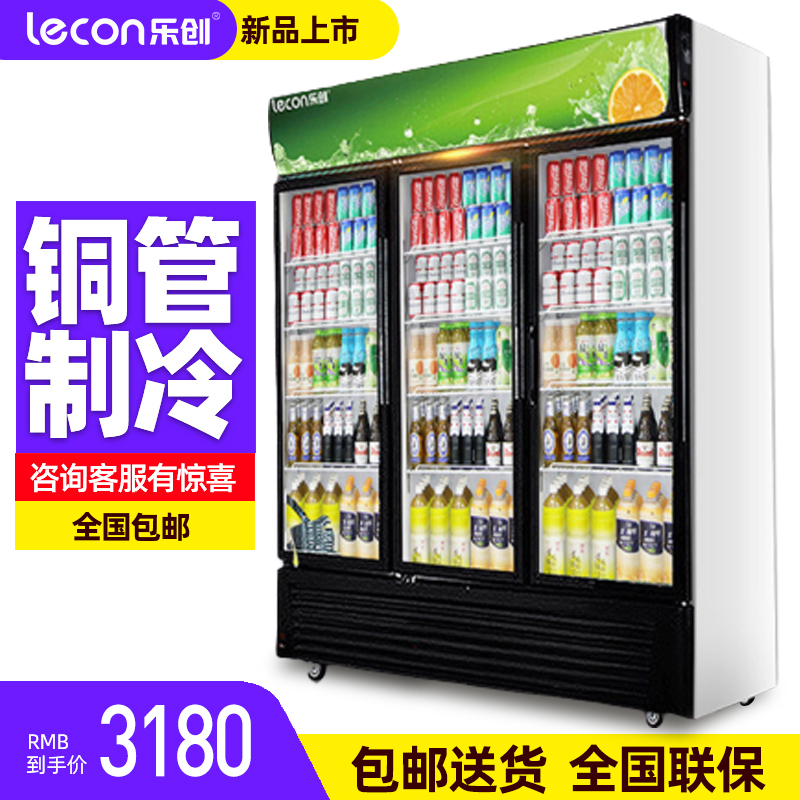 lecon乐创® 新品上市
lecon乐创
铜管
制冷
咨询客服有惊喜
全国包邮
RMB
到手价 3180
包邮送货 全国联保